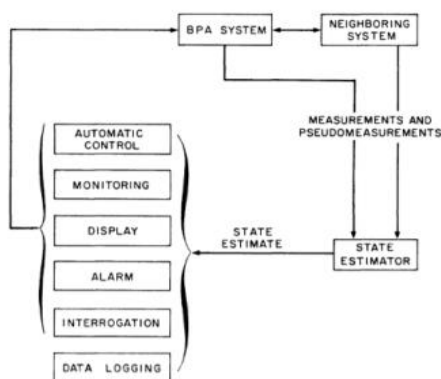 BPA SYSTEM
NEIGHBORING
SYSTEM
MEASUREMENTS AND
PSEUDOMEASUREMENTS
AUTOMATIC
CONTROL
MONITORING
DISPLAY
ALARM
INTERROGATION
DATA LOGGING
STATE
ESTIMATE
STATE
ESTIMATOR